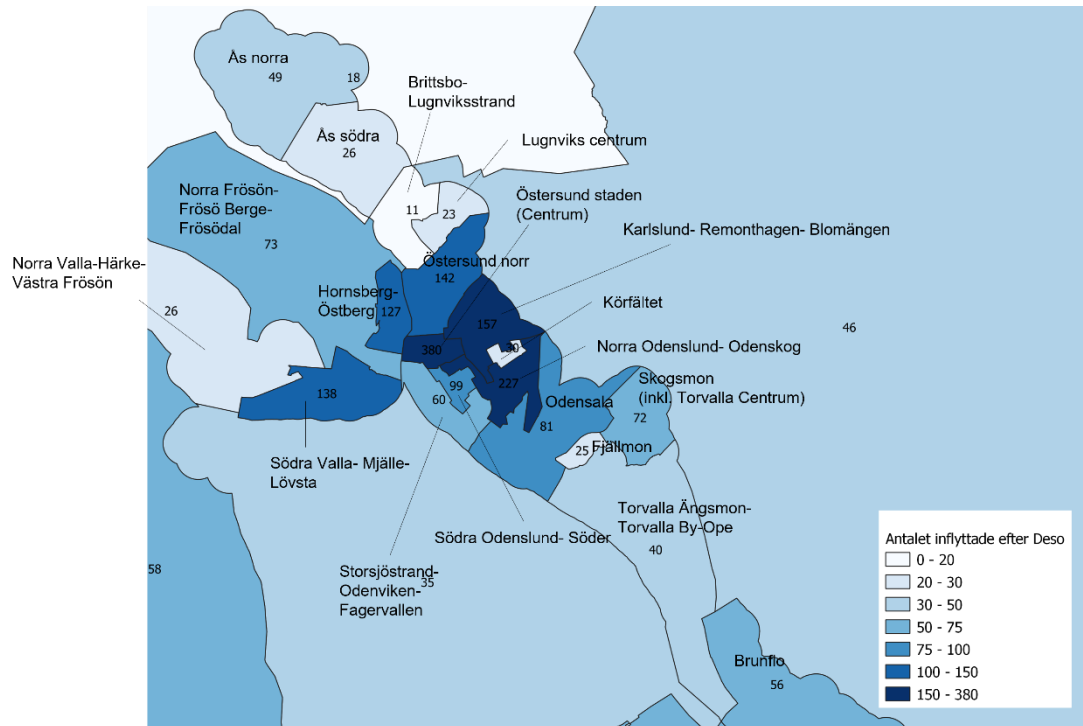 Ås norra
49
18
Brittsbo-
Lugnviksstrand
Ås södra
26
Lugnviks centrum
Norra Frösön-
Frösö Berge-
Frösödal
73
11
23
Östersund staden
(Centrum)
Karlslund- Remonthagen- Blomängen
Norra Valla-Härke-
Västra Frösön
26
Östersund norr
142
Hornsberg-
Östberg
127
Körfältet
157
46
380
30
Norra Odenslund- Odenskog
Skogsmon
(inkl. Torvalla Centrum)
138
99
227
60
Odensala
81
72
Fjällmon
25
Södra Valla- Mjälle-
Lövsta
Torvalla Ängsmon-
Torvalla By-Ope
40
Södra Odenslund- Söder
58
Storsjöstrand-
35
Odenviken-
Fagervallen
Brunflo
56
Antalet inflyttade efter Deso
0 - 20
20 - 30
30 - 50
50 - 75
75 - 100
100 - 150
150 - 380